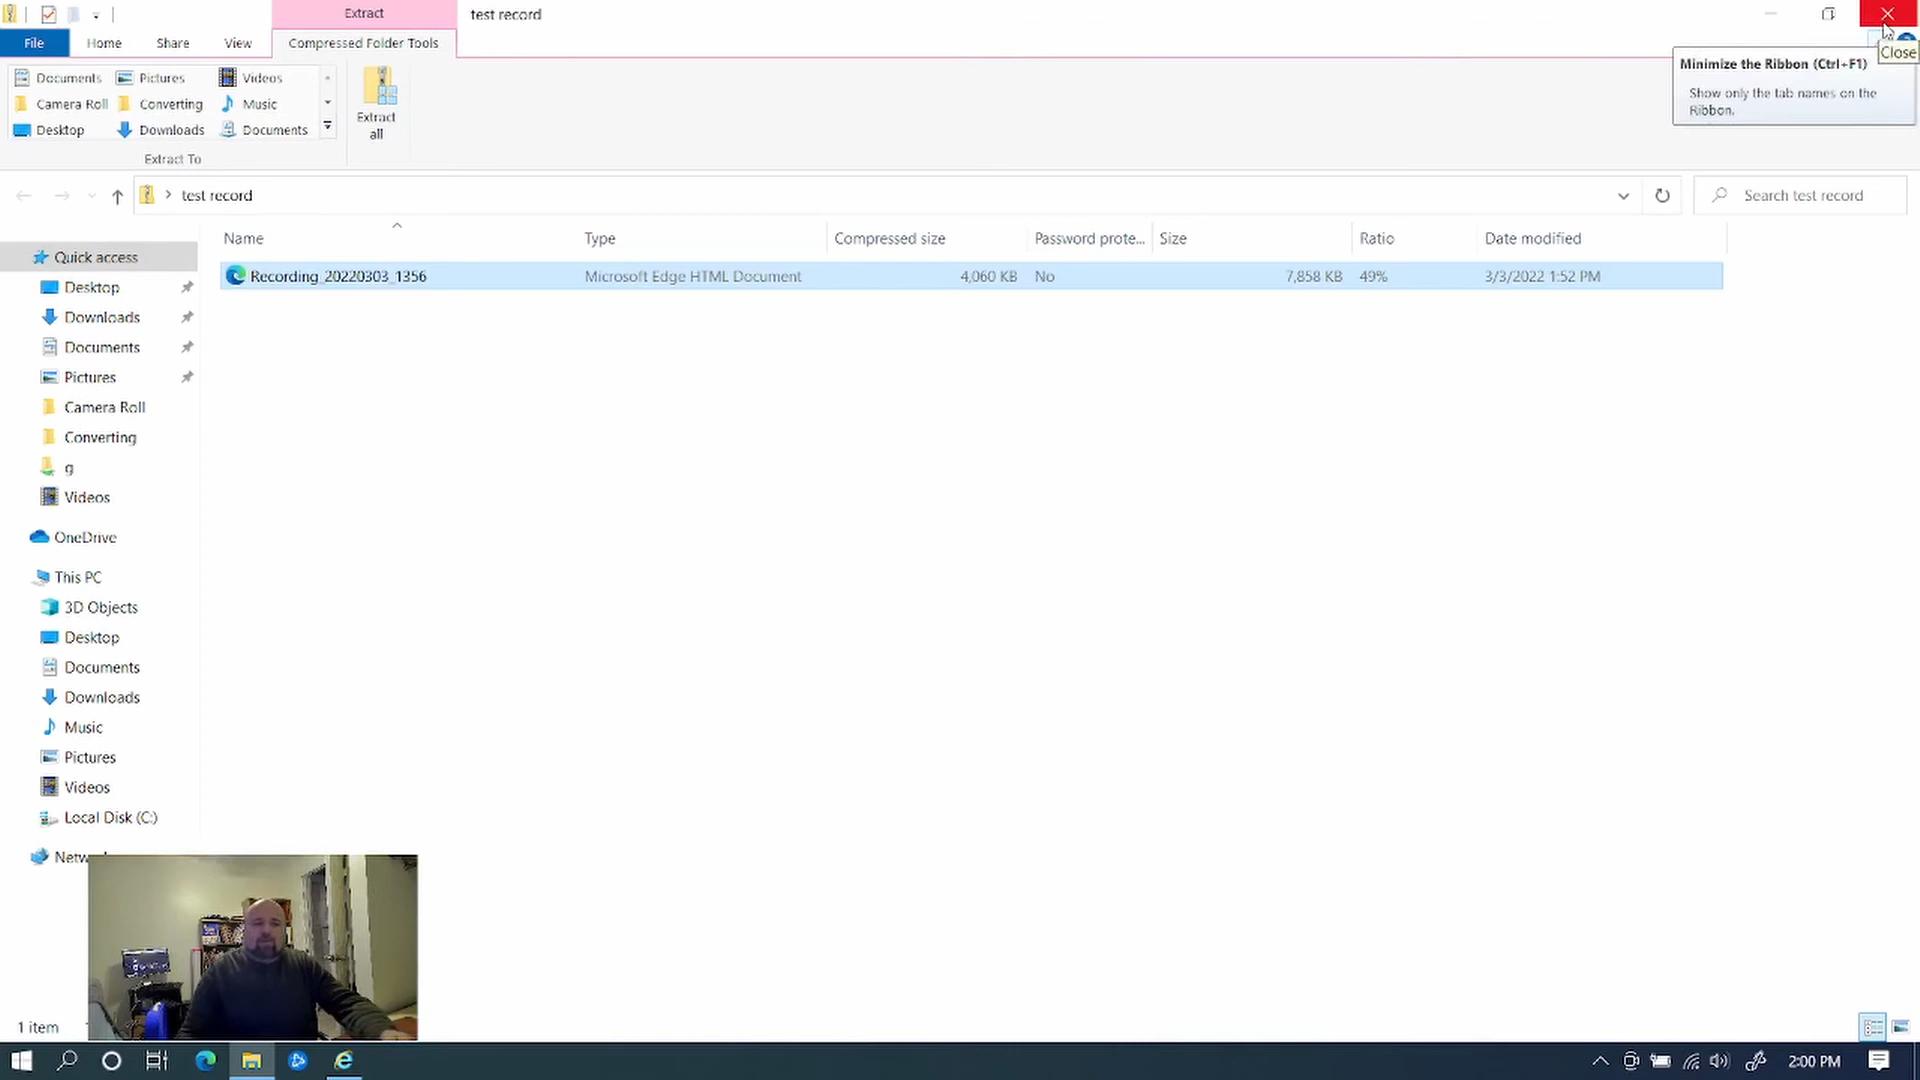 Extract
test record
File
Home
Share
View
Compressed Folder Tools
Close
Minimize the Ribbon (Ctrl+F1)
Show only the tab names on the
Ribbon.
Documents
Pictures
Videos
Camera Roll
Converting
Music
Desktop
Downloads
Documents
Extract To
Extract
all
test record
Search test record
Name
Type
Compressed size
Password prote...
Size
Ratio
Date modified
Recording_20220303_1356
Microsoft Edge HTML Document
4,060 KB
No
7,858 KB
49%
3/3/2022 1:52 PM
Quick access
Desktop
Downloads
Documents
Pictures
Camera Roll
Converting
g
Videos
OneDrive
This PC
3D Objects
Desktop
Documents
Downloads
Music
Pictures
Videos
Local Disk (C:)
1 item
2:00 PM